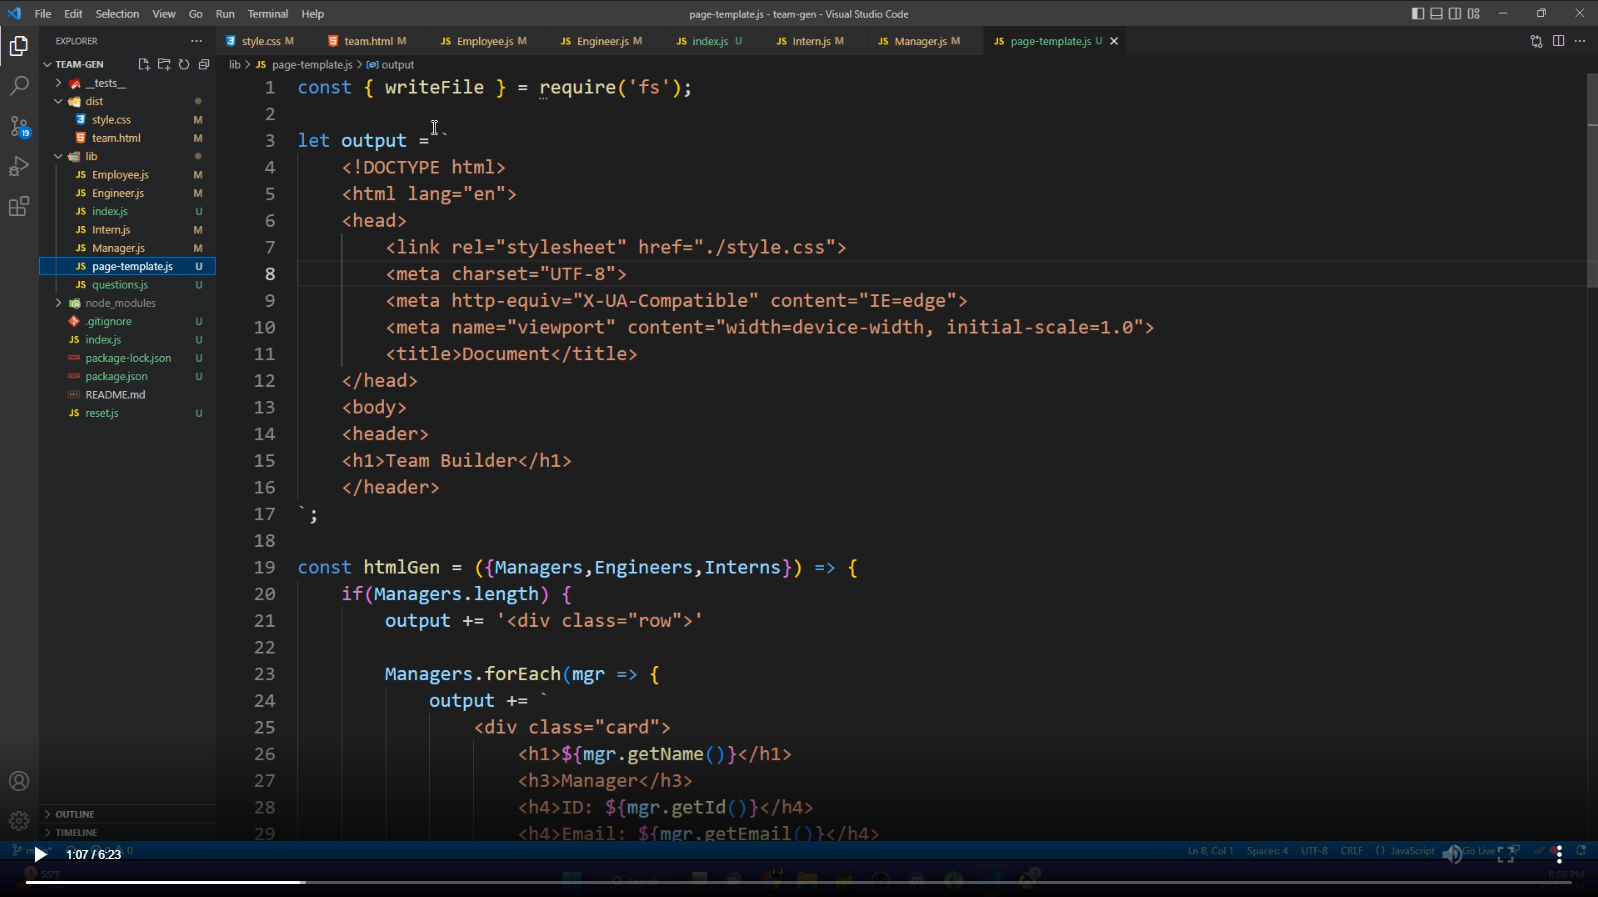 File Edit Selection View Go Run Terminal Help
page-template.js - team-gen - Visual Studio Code
EXPLORER
style.css M
team.html M
JS Employee.js M
JS Engineer.js M
JS index.js U
JS Intern.js M
JS Manager.js M
JS page-template.js U
TEAM-GEN
lib > JS page-template.js > output
__tests__
dist
style.css M
team.html M
lib
JS Employee.js M
JS Engineer.js M
JS index.js U
JS Intern.js M
JS Manager.js M
JS page-template.js U
JS questions.js U
node_modules
.gitignore U
JS index.js U
package-lock.json U
package.json U
README.md
JS reset.js U
19
OUTLINE
TIMELINE
1 const { writeFile } = require('fs');
2
3 let output =`
4 <!DOCTYPE html>
5 <html lang="en">
6 <head>
7 <link rel="stylesheet" href="./style.css">
8 <meta charset="UTF-8">
9 <meta http-equiv="X-UA-Compatible" content="IE=edge">
10 <meta name="viewport" content="width=device-width, initial-scale=1.0">
11 <title>Document</title>
12 </head>
13 <body>
14 <header>
15 <h1>Team Builder</h1>
16 </header>
17 `;
18
19 const htmlGen = ({Managers,Engineers,Interns}) => {
20 if(Managers.length) {
21 output += '<div class="row">'
22
23 Managers.forEach(mgr => {
24 output += `
25 <div class="card">
26 <h1>${mgr.getName()}</h1>
27 <h3>Manager</h3>
28 <h4>ID: ${mgr.getId()}</h4>
29 <h4>Email: ${mgr.getEmail()}</h4>
Ln 8, Col 1 Spaces: 4 UTF-8 CRLF {} JavaScript Go Live
1:07 / 6:23
55°F
Search
8:59 PM